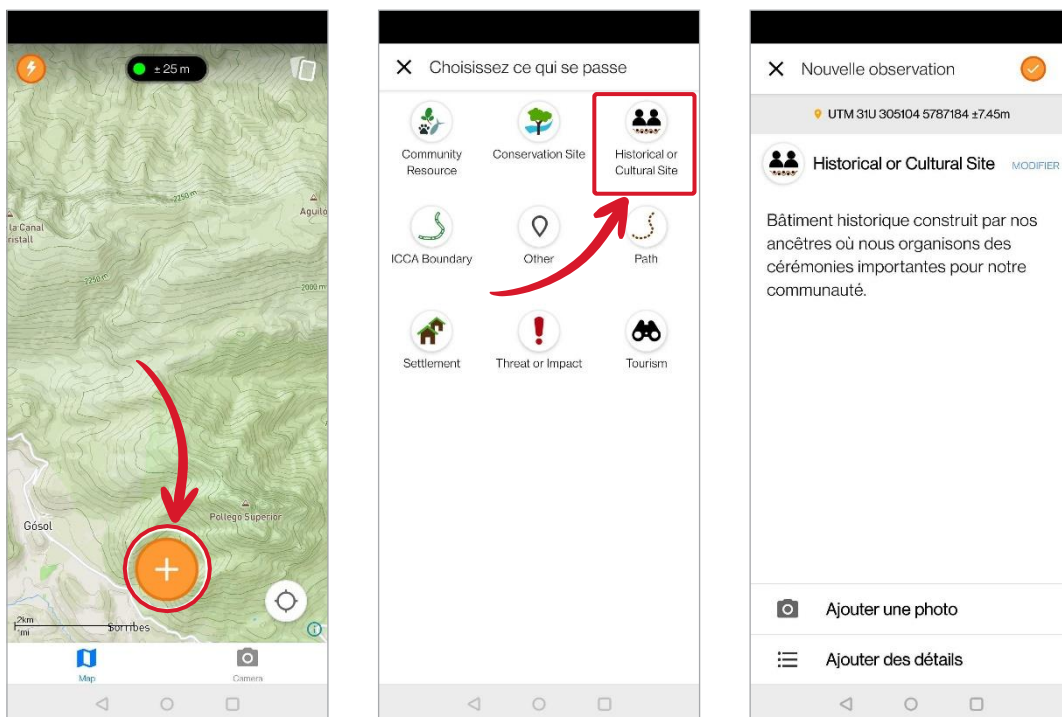 ± 25 m
2250 m
Aguilo
la Canal
ristall
2250 m
2000 m
Pollego Superior
Gósol
2km
1mi
Sorribes
Map
Camera
Choisissez ce qui se passe
Community
Resource
Conservation Site
Historical or
Cultural Site
ICCA Boundary
Other
Path
Settlement
Threat or Impact
Tourism
Nouvelle observation
UTM 31U 305104 5787184 ±7.45m
Historical or Cultural Site
MODIFIER
Bâtiment historique construit par nos
ancêtres où nous organisons des
cérémonies importantes pour notre
communauté.
Ajouter une photo
Ajouter des détails